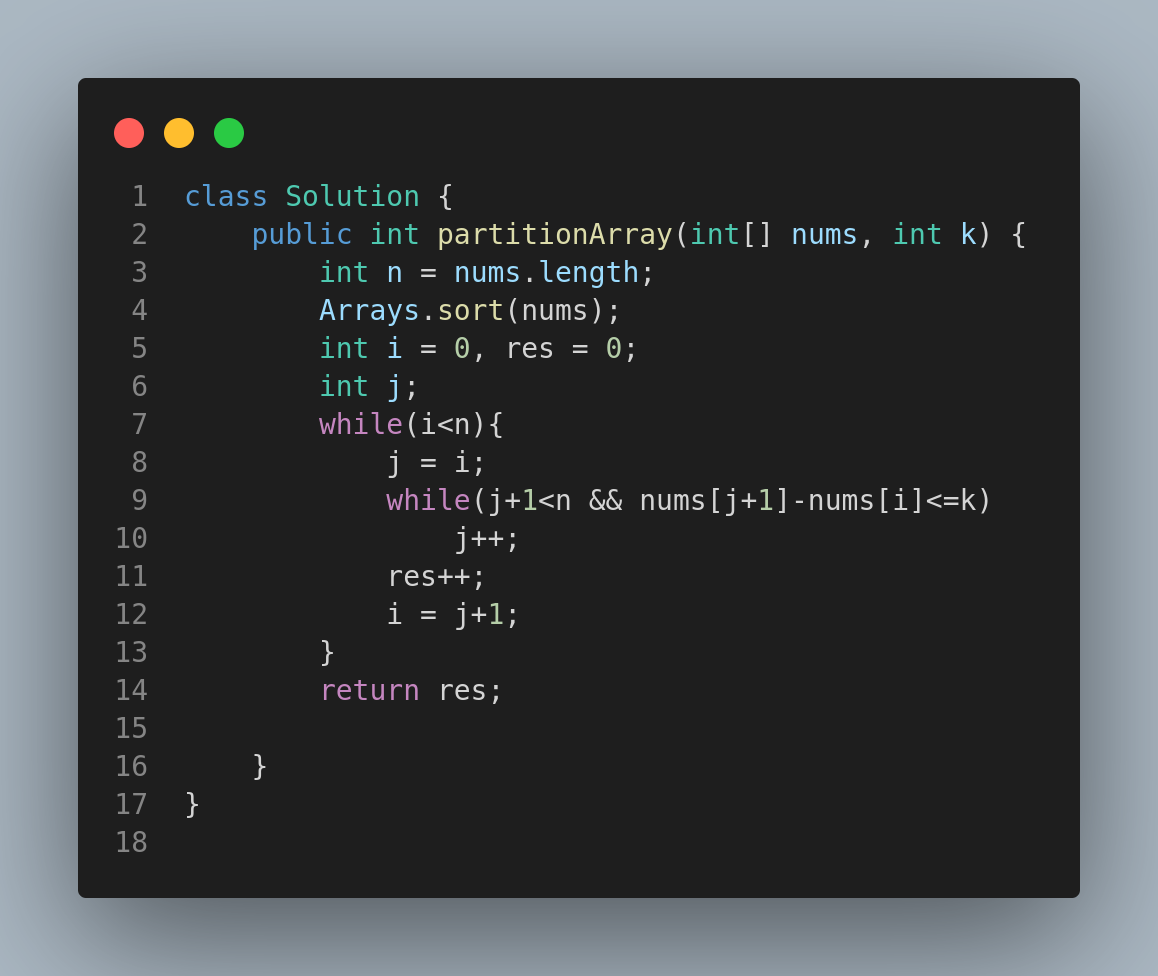 1 class Solution {
2     public int partitionArray(int[] nums, int k) {
3         int n = nums.length;
4         Arrays.sort(nums);
5         int i = 0, res = 0;
6         int j;
7         while(i<n){
8             j = i;
9             while(j+1<n && nums[j+1]-nums[i]<=k)
10                 j++;
11             res++;
12             i = j+1;
13         }
14         return res;
15
16     }
17 }
18